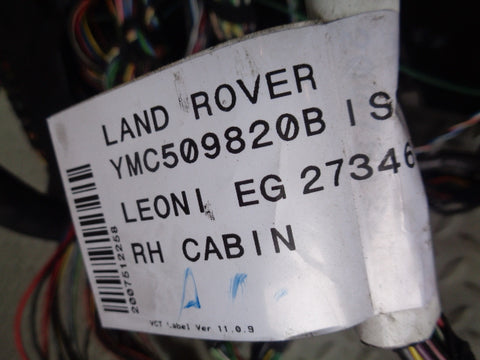 LAND ROVER
YMC509820B IS
LEONI EG 27346
RH CABIN
2007512258
VCT Label Ver 11.0.9